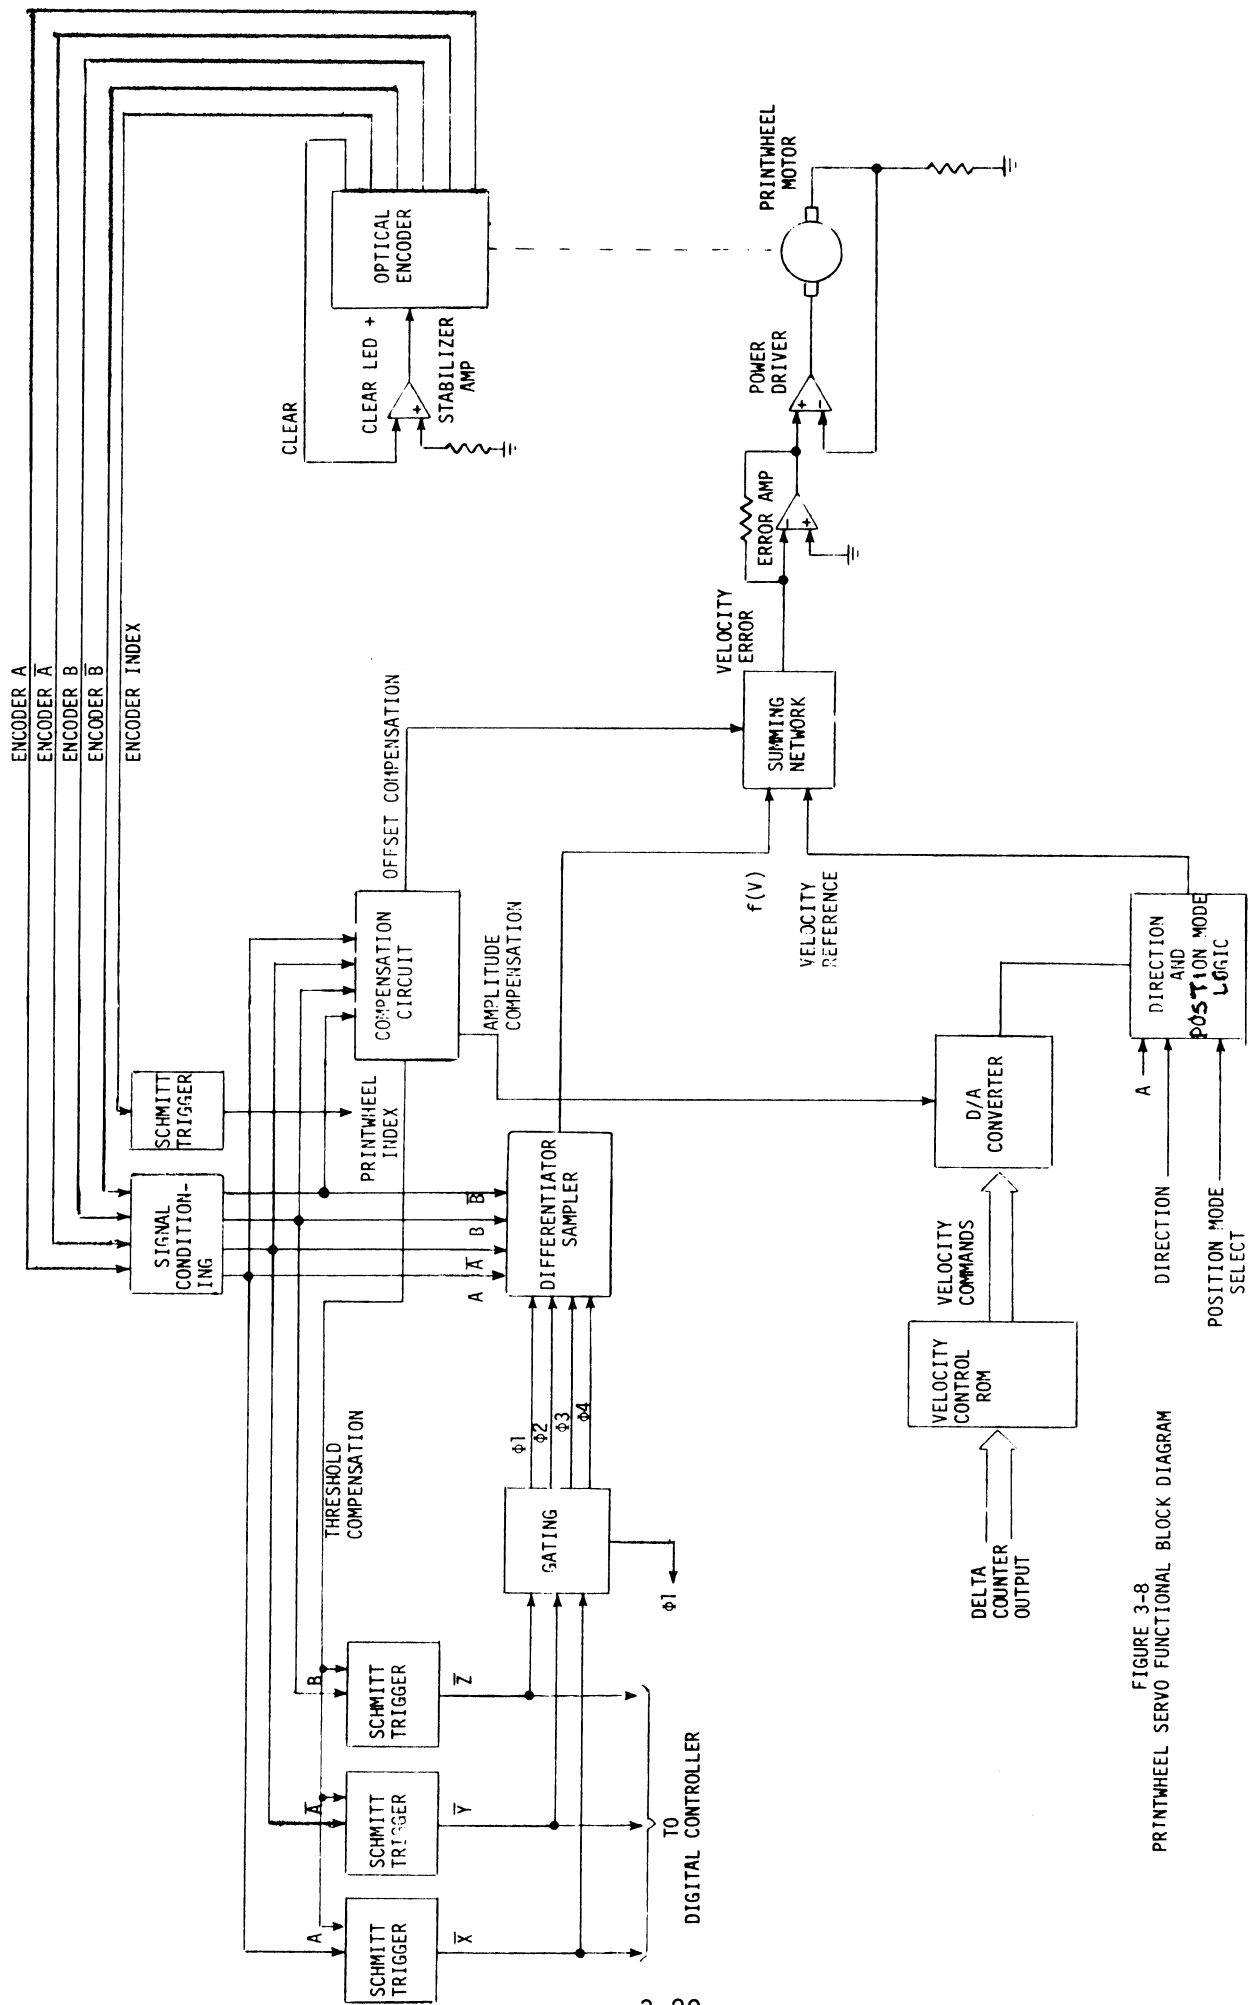 ENCODER A
ENCODER A̅
ENCODER B
ENCODER B̅
ENCODER INDEX
CLEAR
CLEAR LED +
STABILIZER
AMP
OPTICAL
ENCODER
PRINTWHEEL
MOTOR
POWER
DRIVER
+
-
ERROR AMP
-
+
VELOCITY
ERROR
SUMMING
NETWORK
OFFSET COMPENSATION
f(V)
VELOCITY
REFERENCE
COMPENSATION
CIRCUIT
AMPLITUDE
COMPENSATION
SCHMITT
TRIGGER
PRINTWHEEL
INDEX
SIGNAL
CONDITION-
ING
B̅
B
A̅
A
DIFFERENTIATOR
SAMPLER
THRESHOLD
COMPENSATION
Φ1
Φ2
Φ3
Φ4
GATING
Φ1
B
SCHMITT
TRIGGER
Z̅
A̅
SCHMITT
TRIGGER
Y̅
A
SCHMITT
TRIGGER
X̅
TO
DIGITAL CONTROLLER
DELTA
COUNTER
OUTPUT
VELOCITY
CONTROL
ROM
VELOCITY
COMMANDS
D/A
CONVERTER
DIRECTION
AND
POSTION MODE
LOGIC
A
DIRECTION
POSITION MODE
SELECT
FIGURE 3-8
PRINTWHEEL SERVO FUNCTIONAL BLOCK DIAGRAM